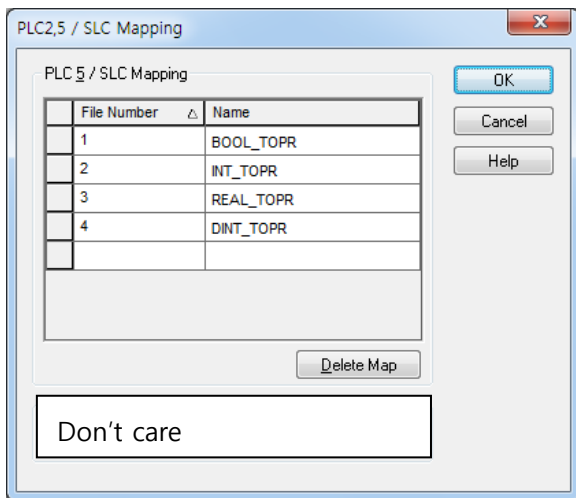 PLC2,5 / SLC Mapping
PLC 5 / SLC Mapping
OK
File Number Name
Cancel
1 BOOL_TOPR
2 INT_TOPR
Help
3 REAL_TOPR
4 DINT_TOPR
Delete Map
Don't care